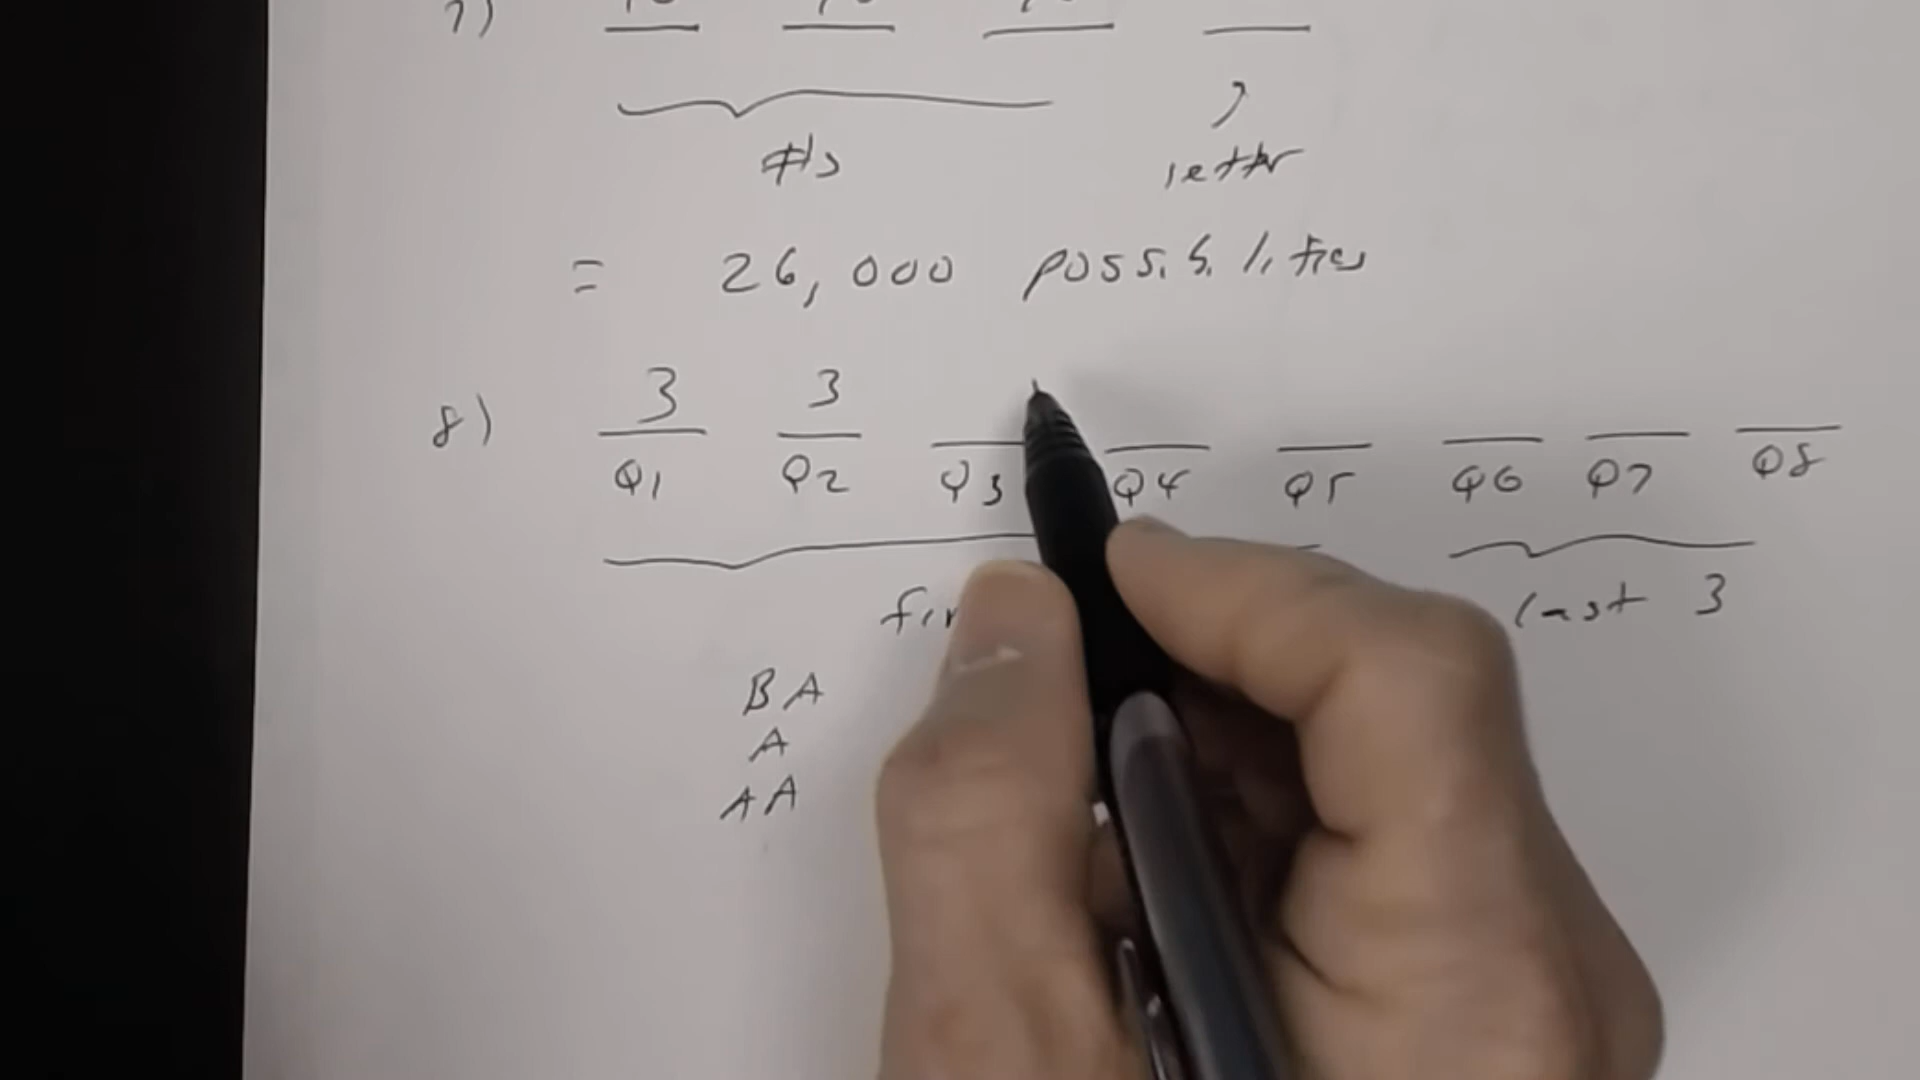 7)
#'s letter
= 26,000 possibilities
8) 3 3
Q1 Q2 Q3 Q4 Q5 Q6 Q7 Q8
last 3
BA
A
AA